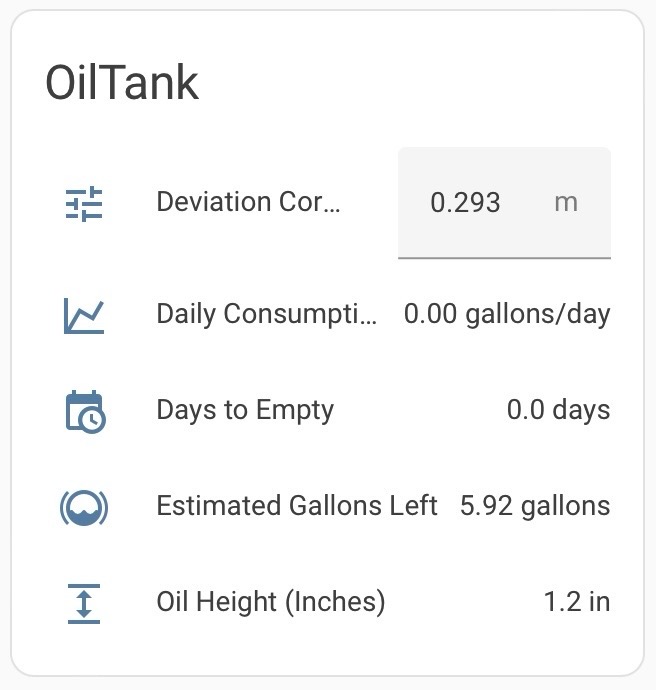 OilTank
Deviation Cor... 0.293 m
Daily Consumpti... 0.00 gallons/day
Days to Empty 0.0 days
Estimated Gallons Left 5.92 gallons
Oil Height (Inches) 1.2 in